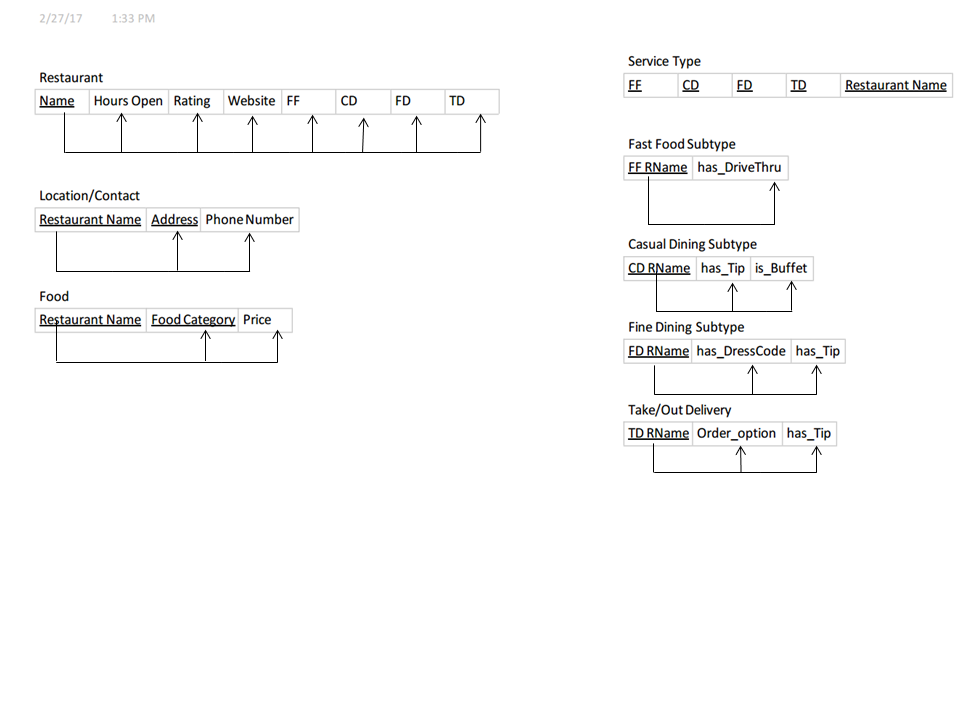 2/27/17 1:33 PM
Restaurant
Name Hours Open Rating Website FF CD FD TD
Location/Contact
Restaurant Name Address Phone Number
Food
Restaurant Name Food Category Price
Service Type
FF CD FD TD Restaurant Name
Fast Food Subtype
FF RName has_DriveThru
Casual Dining Subtype
CD RName has_Tip is_Buffet
Fine Dining Subtype
FD RName has_DressCode has_Tip
Take/Out Delivery
TD RName Order_option has_Tip